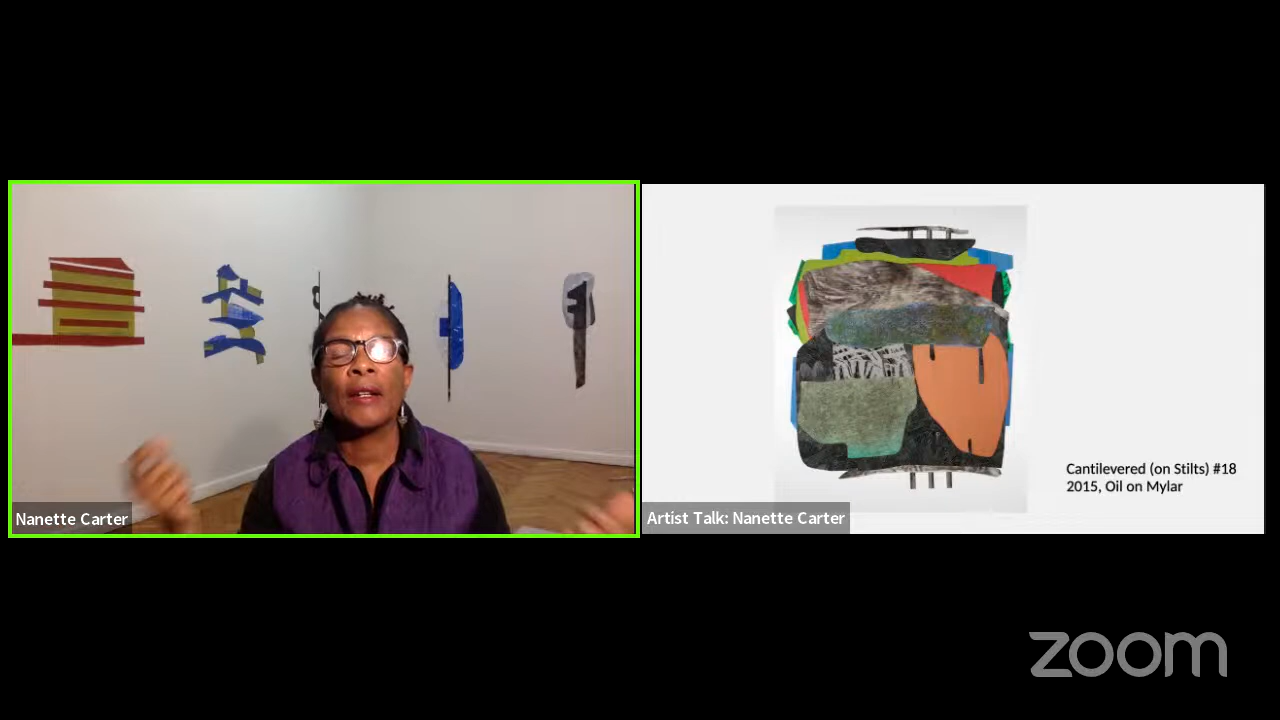 Nanette Carter
Cantilevered (on Stilts) #18
2015, Oil on Mylar
Artist Talk: Nanette Carter
zoom